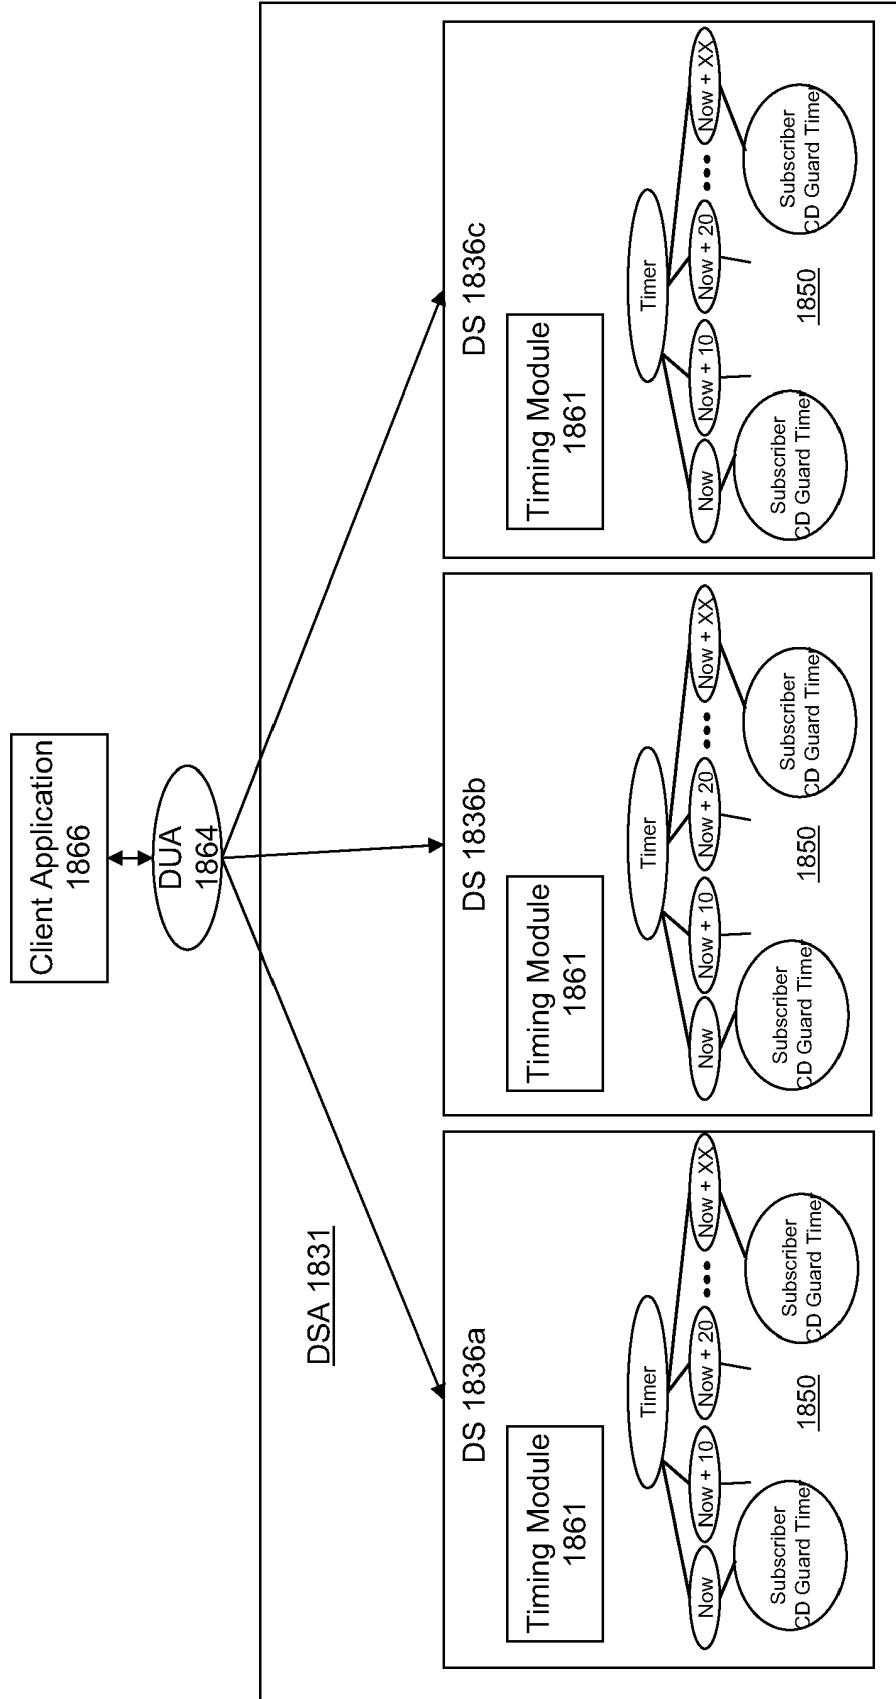 Client Application
1866
DUA
1864
DSA 1831
DS 1836a
Timing Module
1861
Timer
Now
Now + 10
Now + 20
Now + XX
Subscriber
CD Guard Timer
Subscriber
CD Guard Timer
1850
DS 1836b
Timing Module
1861
Timer
Now
Now + 10
Now + 20
Now + XX
Subscriber
CD Guard Timer
Subscriber
CD Guard Timer
1850
DS 1836c
Timing Module
1861
Timer
Now
Now + 10
Now + 20
Now + XX
Subscriber
CD Guard Timer
Subscriber
CD Guard Timer
1850